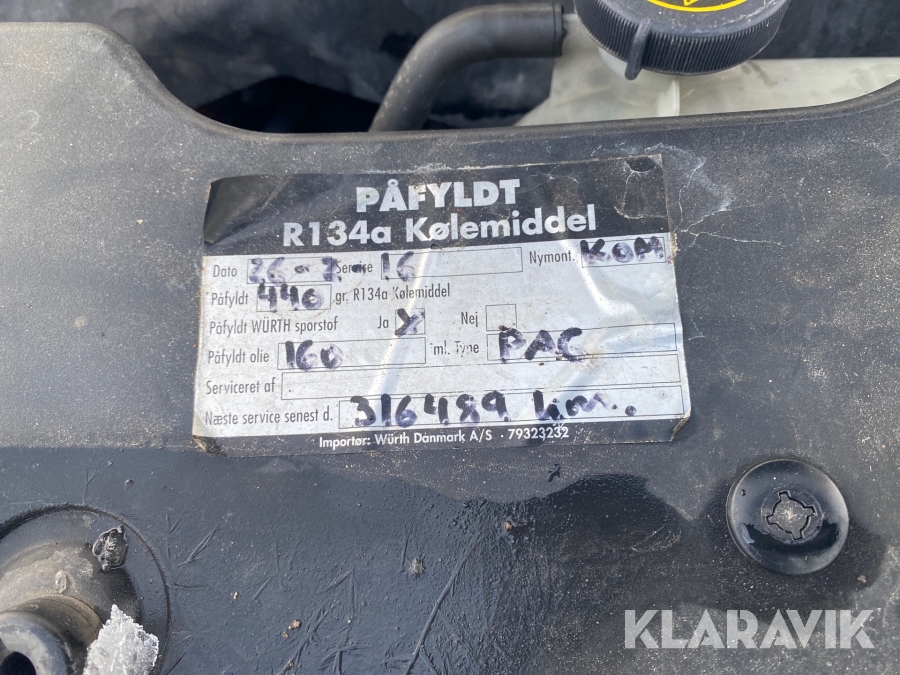 PÅFYLDT
R134a Kølemiddel
Dato 26-7-16 Service Nymont. KOM
Påfyldt 440 gr. R134a Kølemiddel
Påfyldt WÜRTH sporstof Ja X Nej
Påfyldt olie 160 ml. Type PAG
Serviceret af
Næste service senest d. 316489 km.
Importør: Würth Danmark A/S · 79323232
KLARAVIK